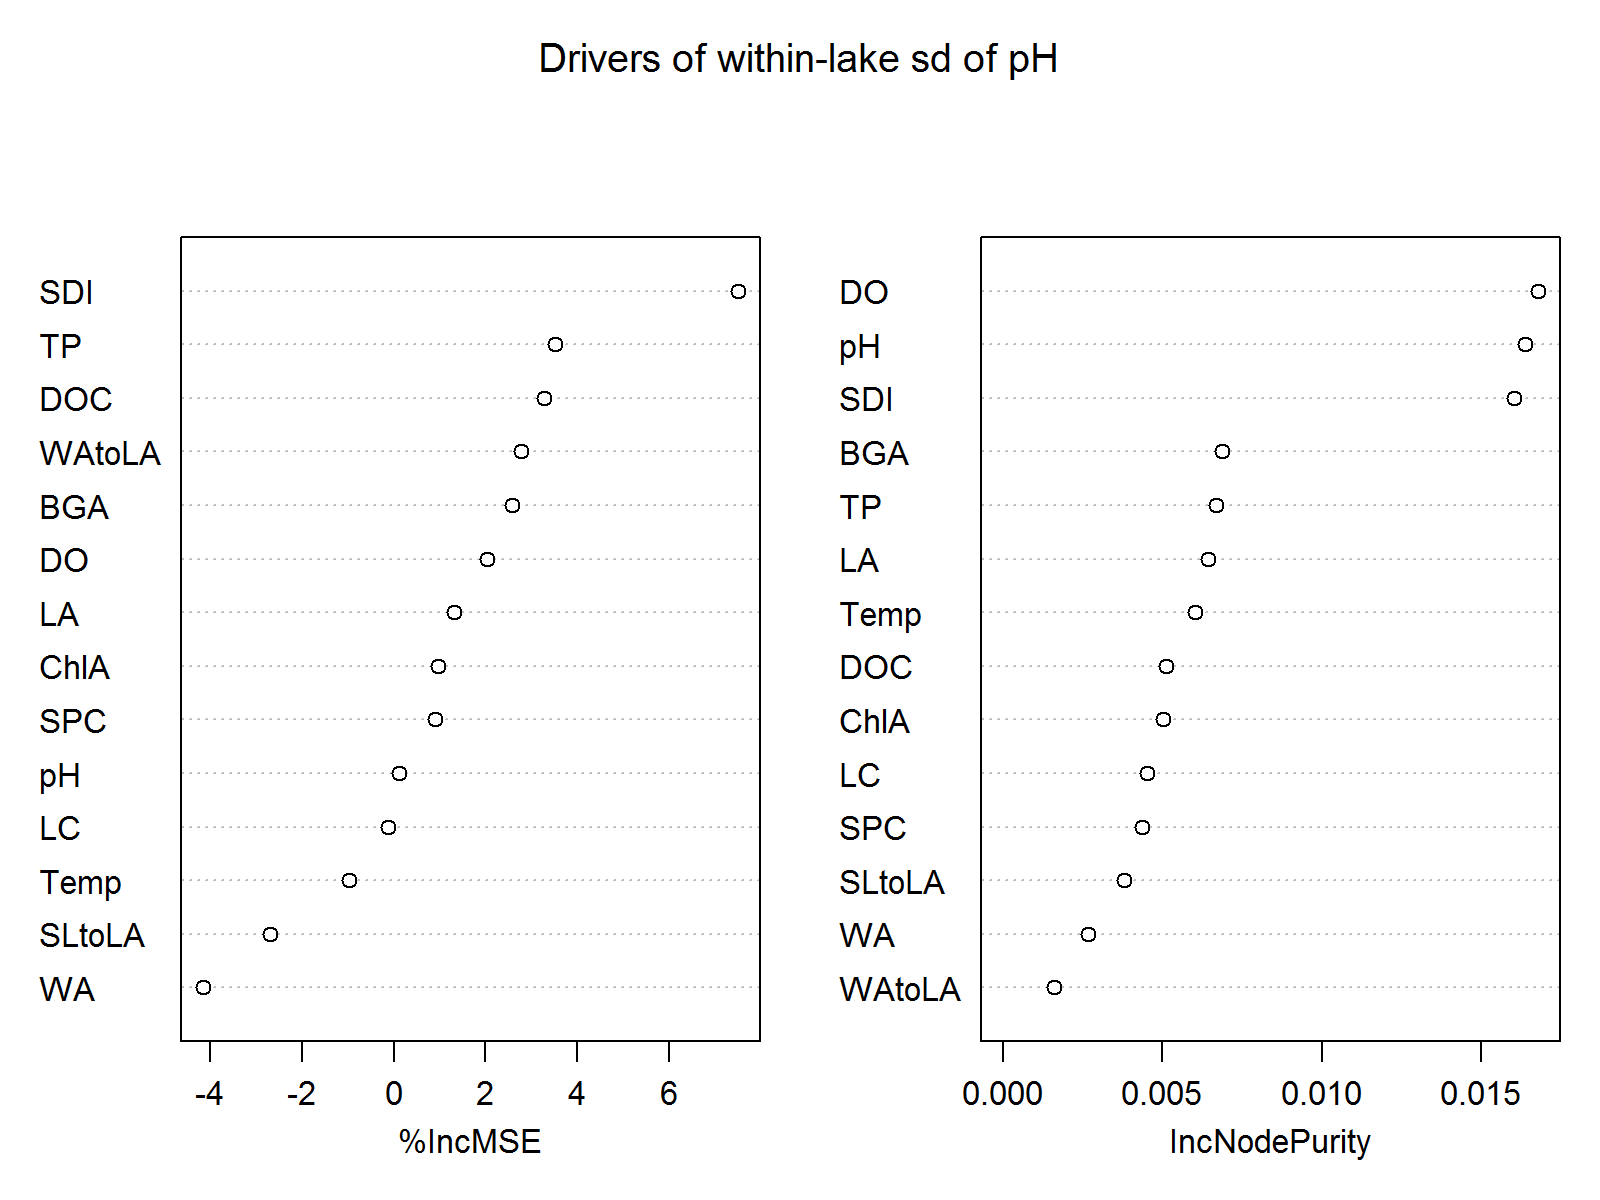 Drivers of within-lake sd of pH
SDI
TP
DOC
WAtoLA
BGA
DO
LA
ChlA
SPC
pH
LC
Temp
SLtoLA
WA
-4 -2 0 2 4 6
%IncMSE
DO
pH
SDI
BGA
TP
LA
Temp
DOC
ChlA
LC
SPC
SLtoLA
WA
WAtoLA
0.000 0.005 0.010 0.015
IncNodePurity